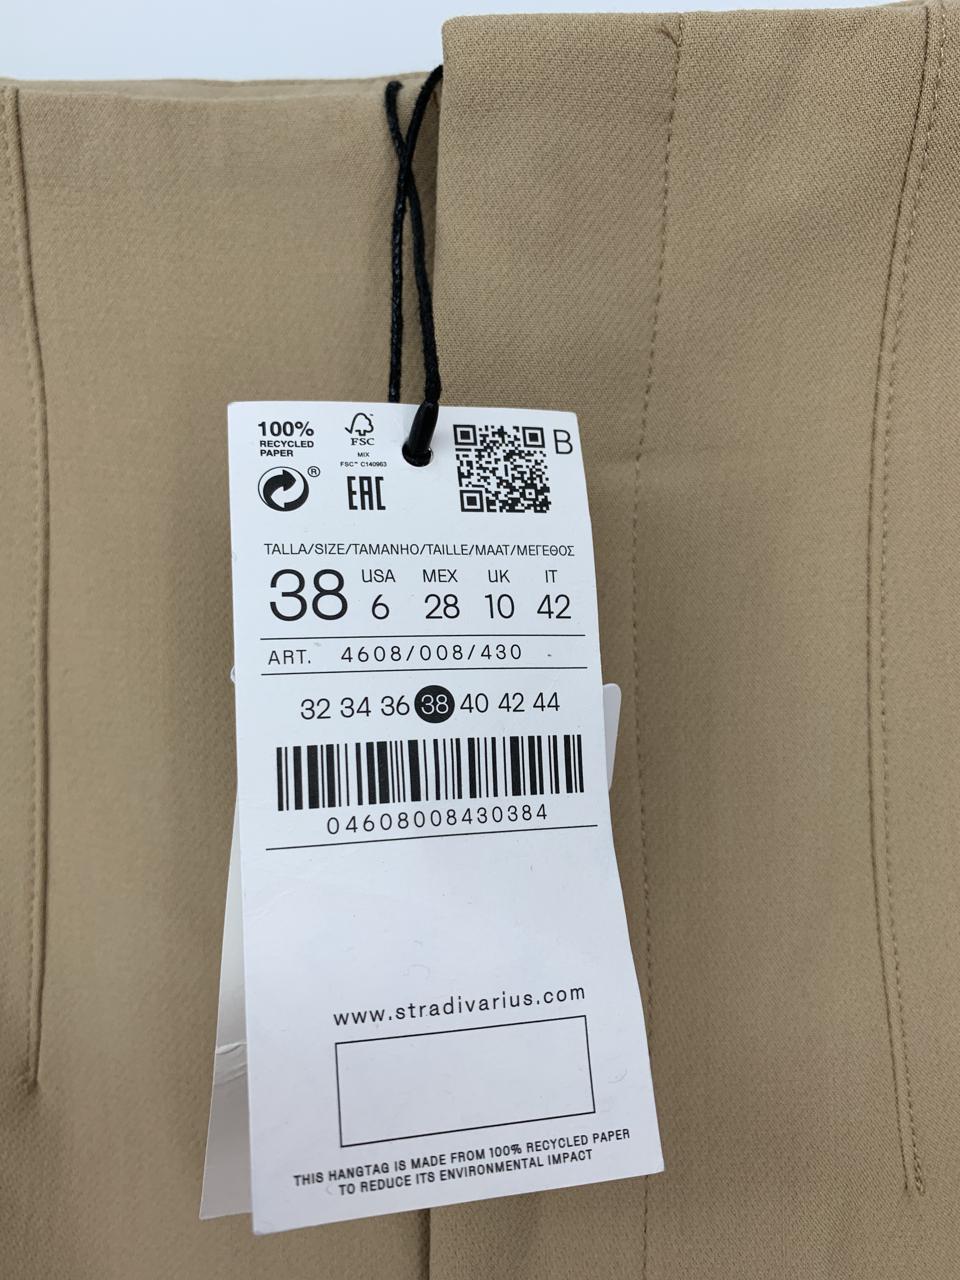 100%
RECYCLED
PAPER
FSC™
MIX
FSC™ C140963
®
EAC
B
TALLA/SIZE/TAMANHO/TAILLE/MAAT/ΜΕΓΕΘΟΣ
38
USA MEX UK IT
6 28 10 42
ART. 4608/008/430
32 34 36 38 40 42 44
04608008430384
www.stradivarius.com
THIS HANGTAG IS MADE FROM 100% RECYCLED PAPER
TO REDUCE ITS ENVIRONMENTAL IMPACT